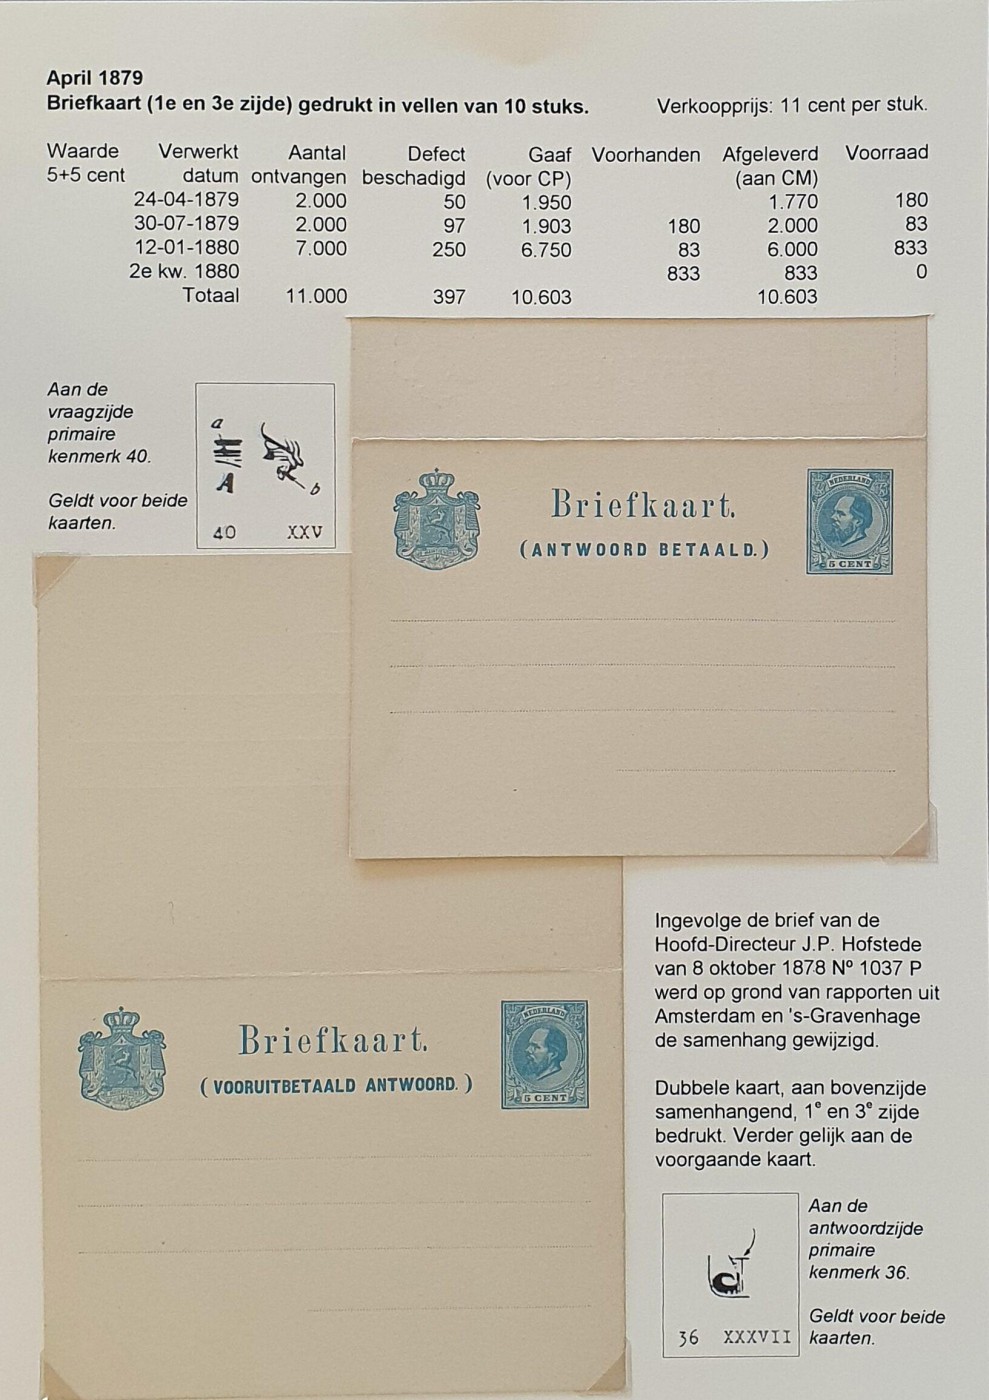 April 1879
Briefkaart (1e en 3e zijde) gedrukt in vellen van 10 stuks. Verkoopprijs: 11 cent per stuk.
Waarde Verwerkt Aantal Defect Gaaf Voorhanden Afgeleverd Voorraad
5+5 cent datum ontvangen beschadigd (voor CP) (aan CM)
24-04-1879 2.000 50 1.950 1.770 180
30-07-1879 2.000 97 1.903 180 2.000 83
12-01-1880 7.000 250 6.750 83 6.000 833
2e kw. 1880 833 833 0
Totaal 11.000 397 10.603 10.603
Aan de
vraagzijde
primaire
kenmerk 40.
Geldt voor beide
kaarten.
a
A
b
40 XXV
Briefkaart.
(ANTWOORD BETAALD.)
NEDERLAND
5 CENT
Briefkaart.
(VOORUITBETAALD ANTWOORD.)
NEDERLAND
5 CENT
Ingevolge de brief van de
Hoofd-Directeur J.P. Hofstede
van 8 oktober 1878 Nº 1037 P
werd op grond van rapporten uit
Amsterdam en 's-Gravenhage
de samenhang gewijzigd.
Dubbele kaart, aan bovenzijde
samenhangend, 1e en 3e zijde
bedrukt. Verder gelijk aan de
voorgaande kaart.
36 XXXVII
Aan de
antwoordzijde
primaire
kenmerk 36.
Geldt voor beide
kaarten.